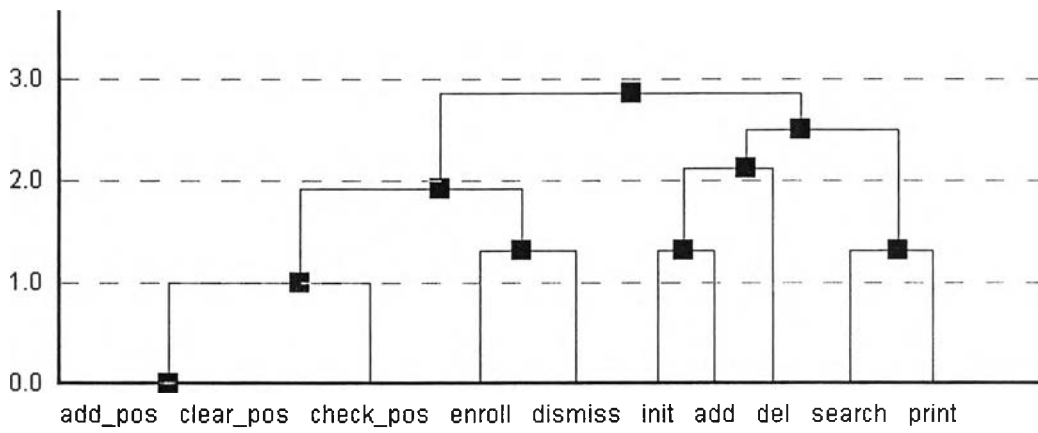 3.0
2.0
1.0
0.0
add_pos clear_pos check_pos enroll dismiss init add del search print